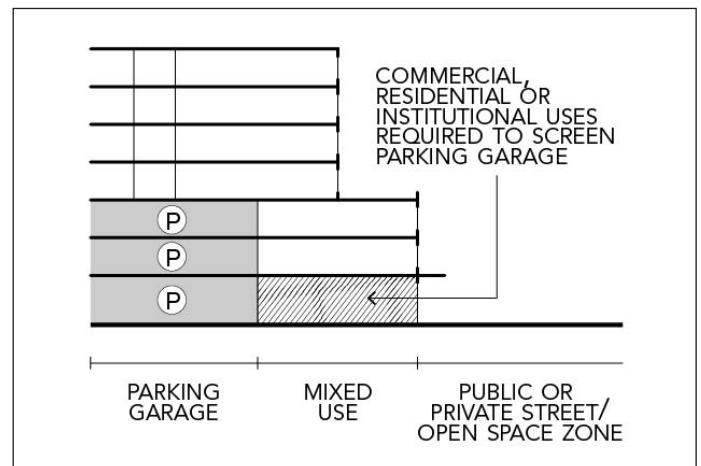 COMMERCIAL,
RESIDENTIAL OR
INSTITUTIONAL USES
REQUIRED TO SCREEN
PARKING GARAGE
P
P
P
PARKING
GARAGE
MIXED
USE
PUBLIC OR
PRIVATE STREET/
OPEN SPACE ZONE